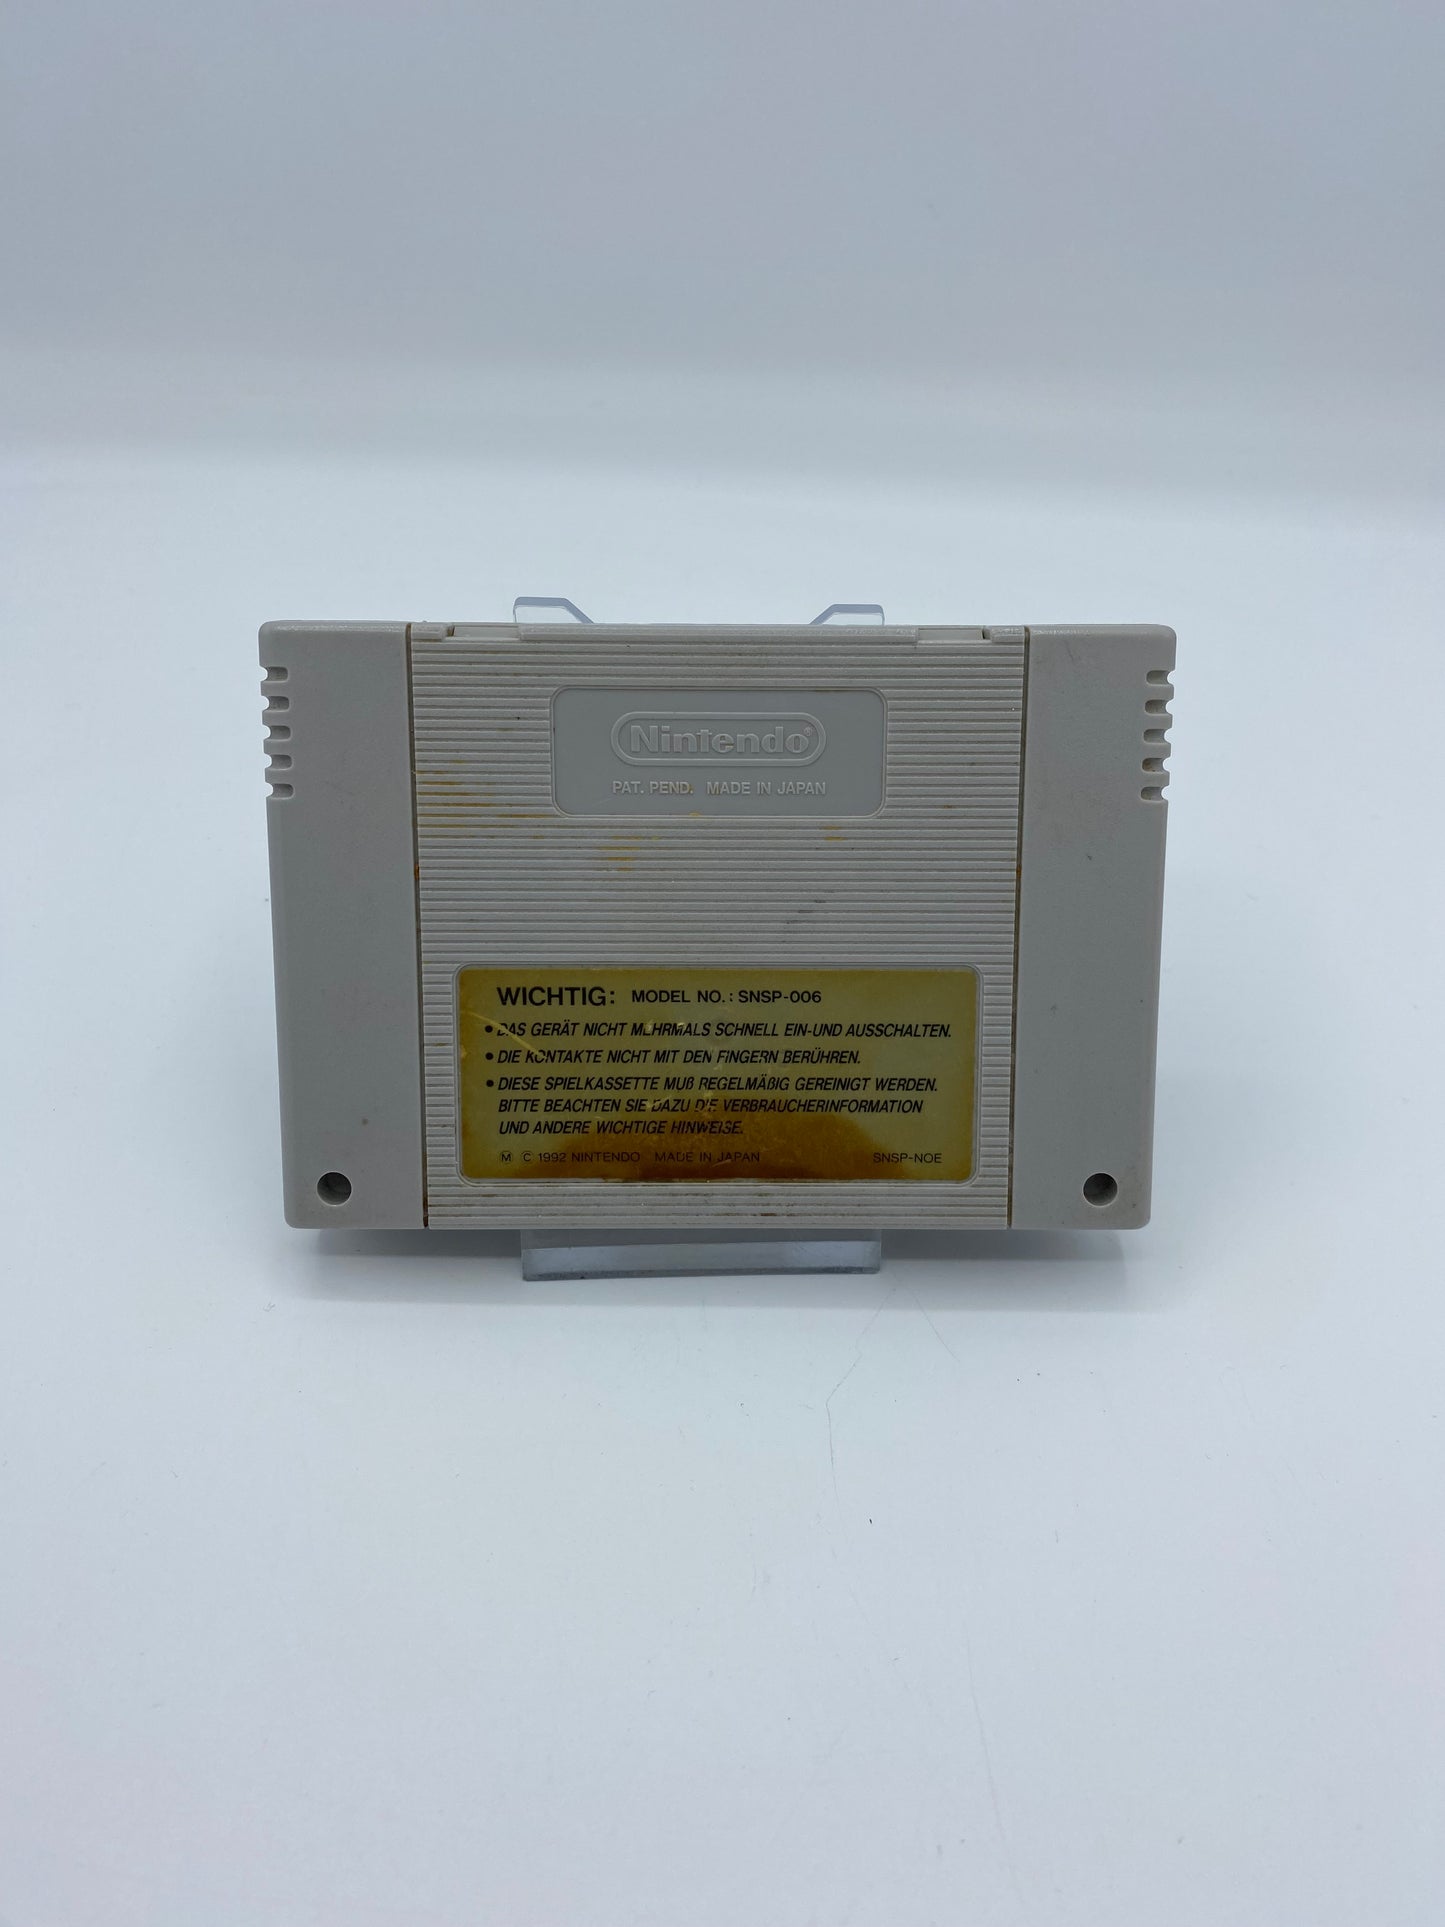 Nintendo®
PAT. PEND. MADE IN JAPAN
WICHTIG: MODEL NO.: SNSP-006
• DAS GERÄT NICHT MEHRMALS SCHNELL EIN-UND AUSSCHALTEN.
• DIE KONTAKTE NICHT MIT DEN FINGERN BERÜHREN.
• DIESE SPIELKASSETTE MUß REGELMÄßIG GEREINIGT WERDEN.
BITTE BEACHTEN SIE DAZU DIE VERBRAUCHERINFORMATION
UND ANDERE WICHTIGE HINWEISE.
Ⓜ © 1992 NINTENDO MADE IN JAPAN SNSP-NOE